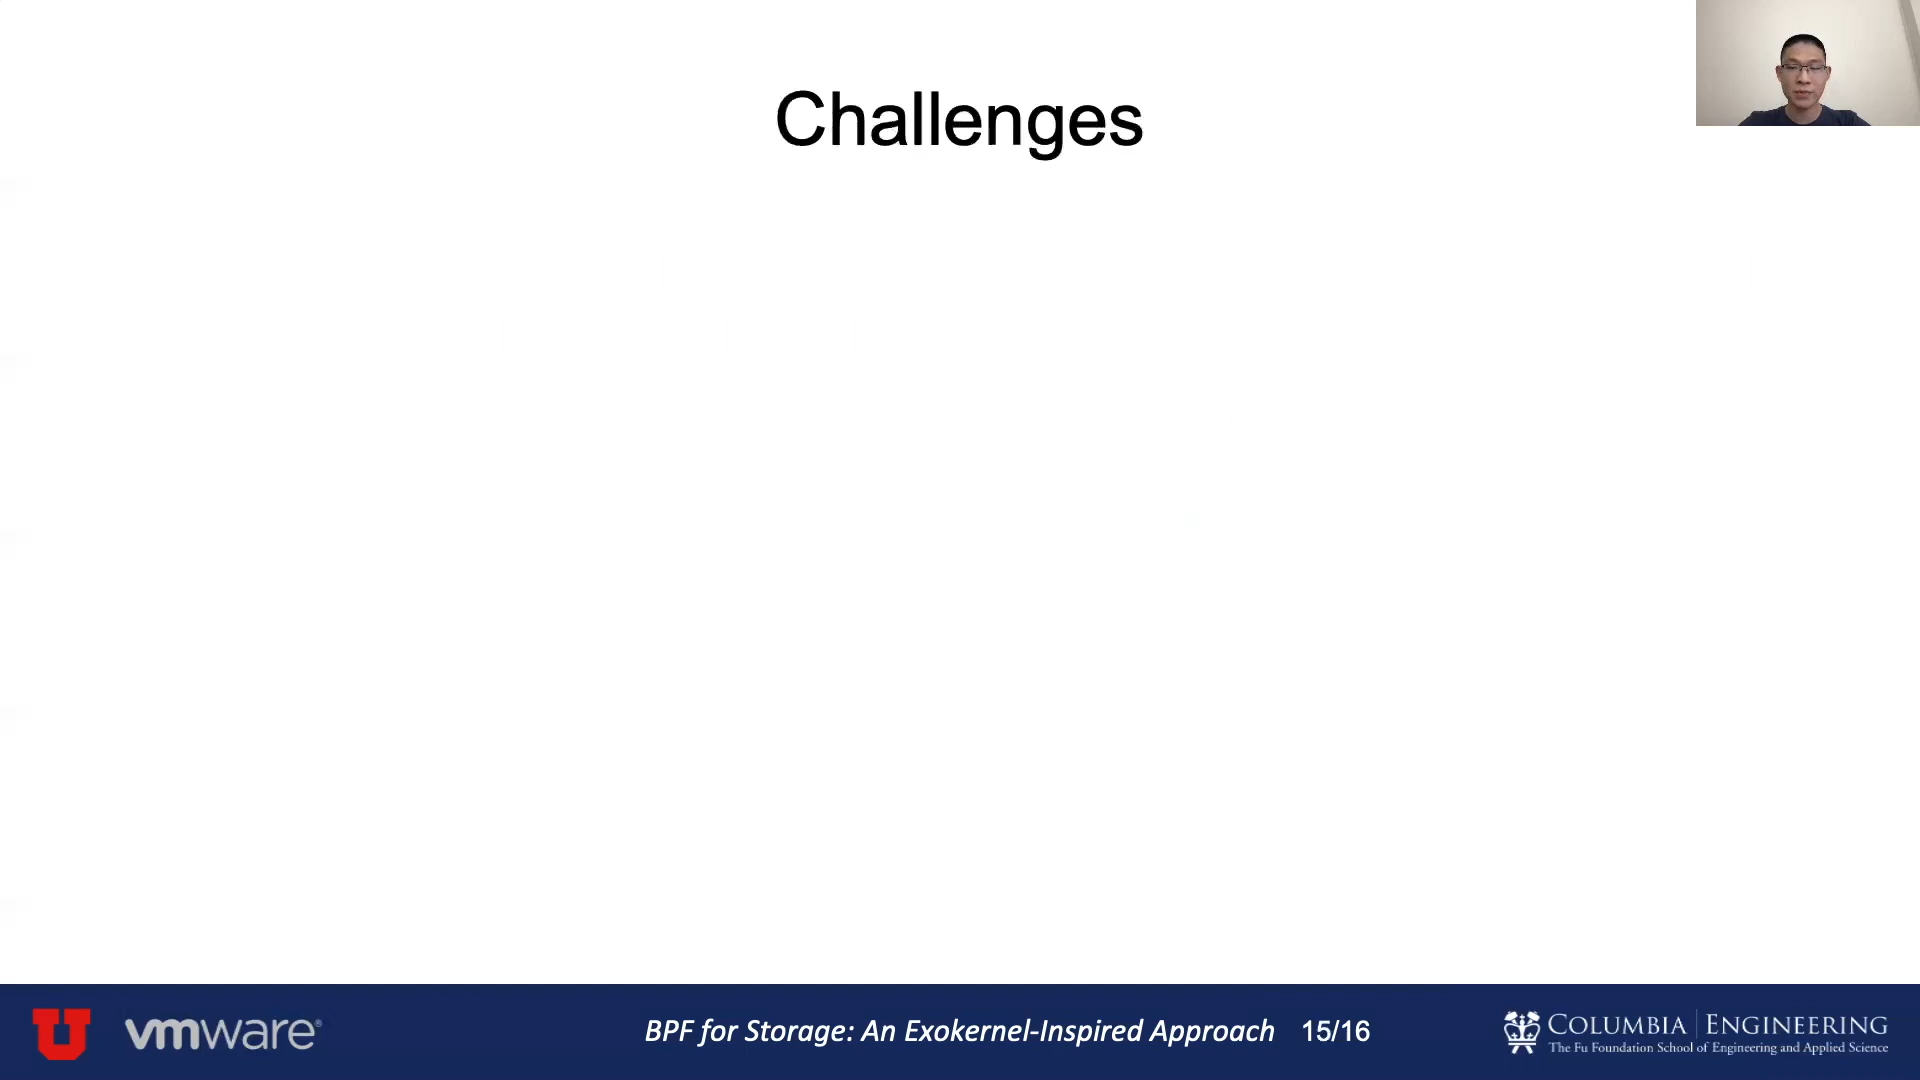 Challenges
U
vmware®
BPF for Storage: An Exokernel-Inspired Approach 15/16
COLUMBIA | ENGINEERING
The Fu Foundation School of Engineering and Applied Science